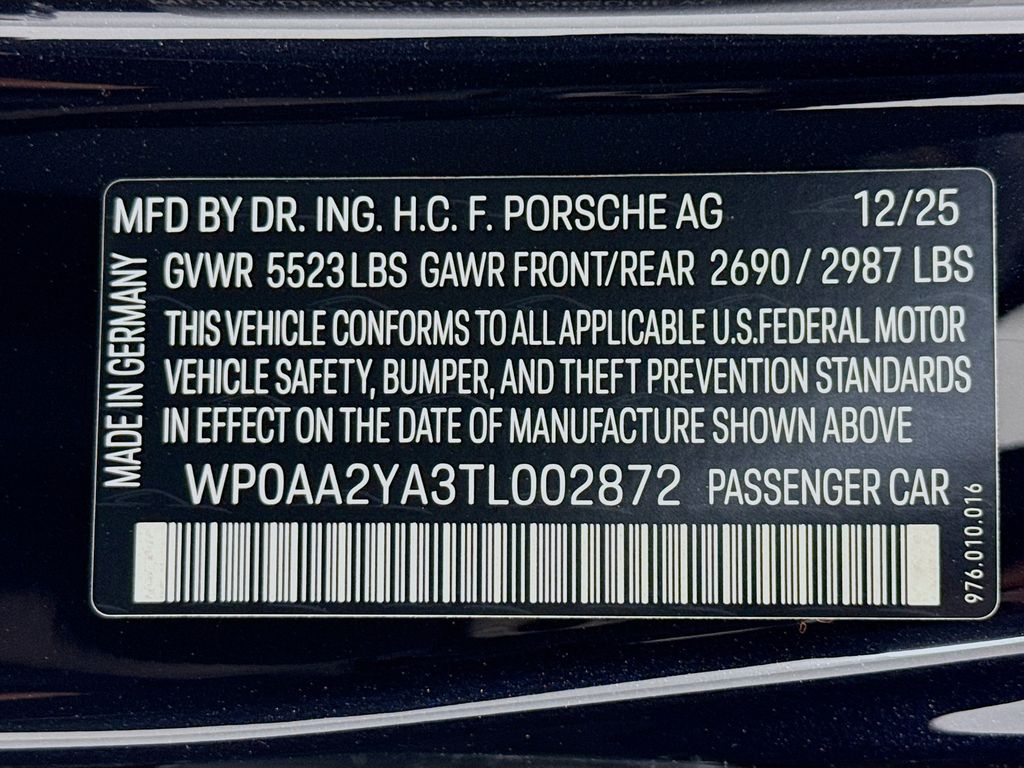 MFD BY DR. ING. H.C. F. PORSCHE AG 12/25
GVWR 5523 LBS GAWR FRONT/REAR 2690 / 2987 LBS
THIS VEHICLE CONFORMS TO ALL APPLICABLE U.S.FEDERAL MOTOR
VEHICLE SAFETY, BUMPER, AND THEFT PREVENTION STANDARDS
IN EFFECT ON THE DATE OF MANUFACTURE SHOWN ABOVE
WP0AA2YA3TL002872 PASSENGER CAR
MADE IN GERMANY
976.010.016